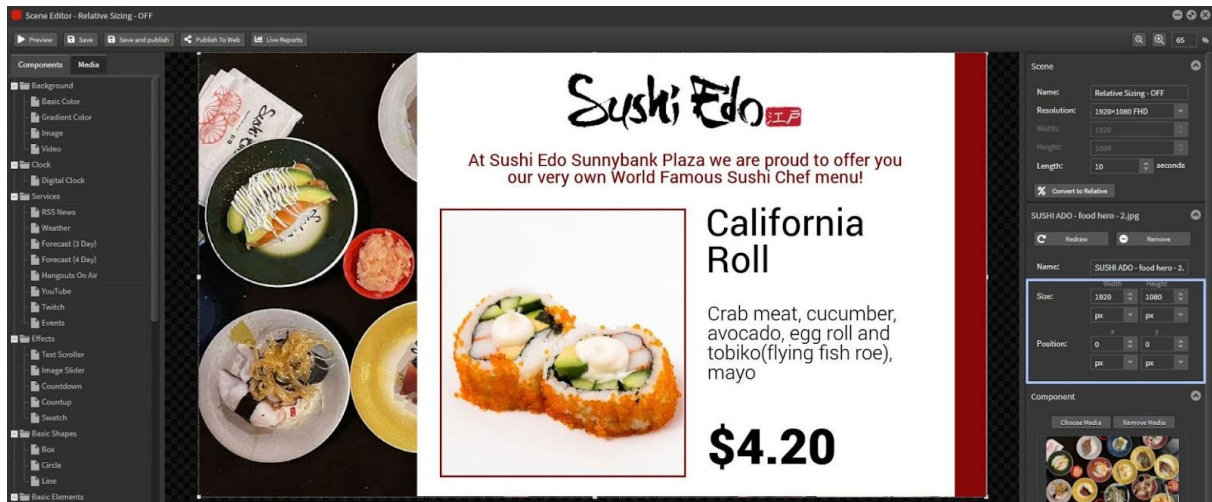 Scene Editor - Relative Sizing - OFF
Preview
Save
Save and publish
Publish To Web
Live Reports
65
%
Components
Media
Background
Basic Color
Gradient Color
Image
Video
Clock
Digital Clock
Services
RSS News
Weather
Forecast (3 Day)
Forecast (4 Day)
Hangouts On Air
YouTube
Twitch
Events
Effects
Text Scroller
Image Slider
Countdown
Countup
Swatch
Basic Shapes
Box
Circle
Line
Basic Elements
Sushi Edo
Sushi Edo 江戸
At Sushi Edo Sunnybank Plaza we are proud to offer you
our very own World Famous Sushi Chef menu!
California
Roll
Crab meat, cucumber,
avocado, egg roll and
tobiko(flying fish roe),
mayo
$4.20
Scene
Name: Relative Sizing - OFF
Resolution: 1920×1080 FHD
Width: 1920
Height: 1080
Length: 10 seconds
% Convert to Relative
SUSHI ADO - food hero - 2.jpg
Redraw
Remove
Name: SUSHI ADO - food hero - 2.
Width Height
Size: 1920 1080
px px
x y
Position: 0 0
px px
Component
Choose Media
Remove Media